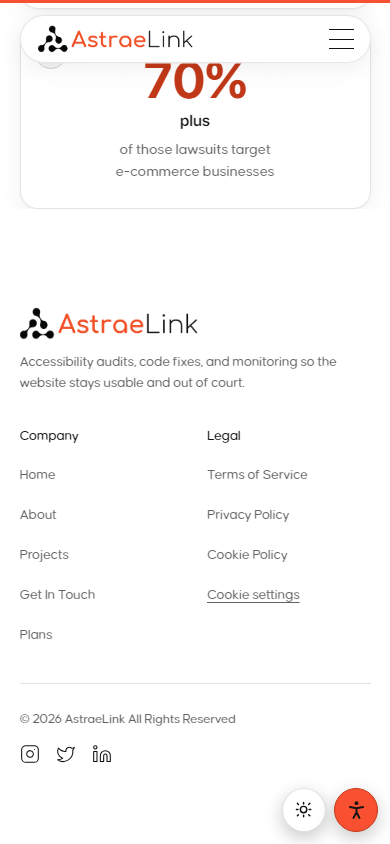 AstraeLink
70%
plus
of those lawsuits target
e-commerce businesses
AstraeLink
Accessibility audits, code fixes, and monitoring so the
website stays usable and out of court.
Company
Legal
Home
Terms of Service
About
Privacy Policy
Projects
Cookie Policy
Get In Touch
Cookie settings
Plans
© 2026 AstraeLink All Rights Reserved